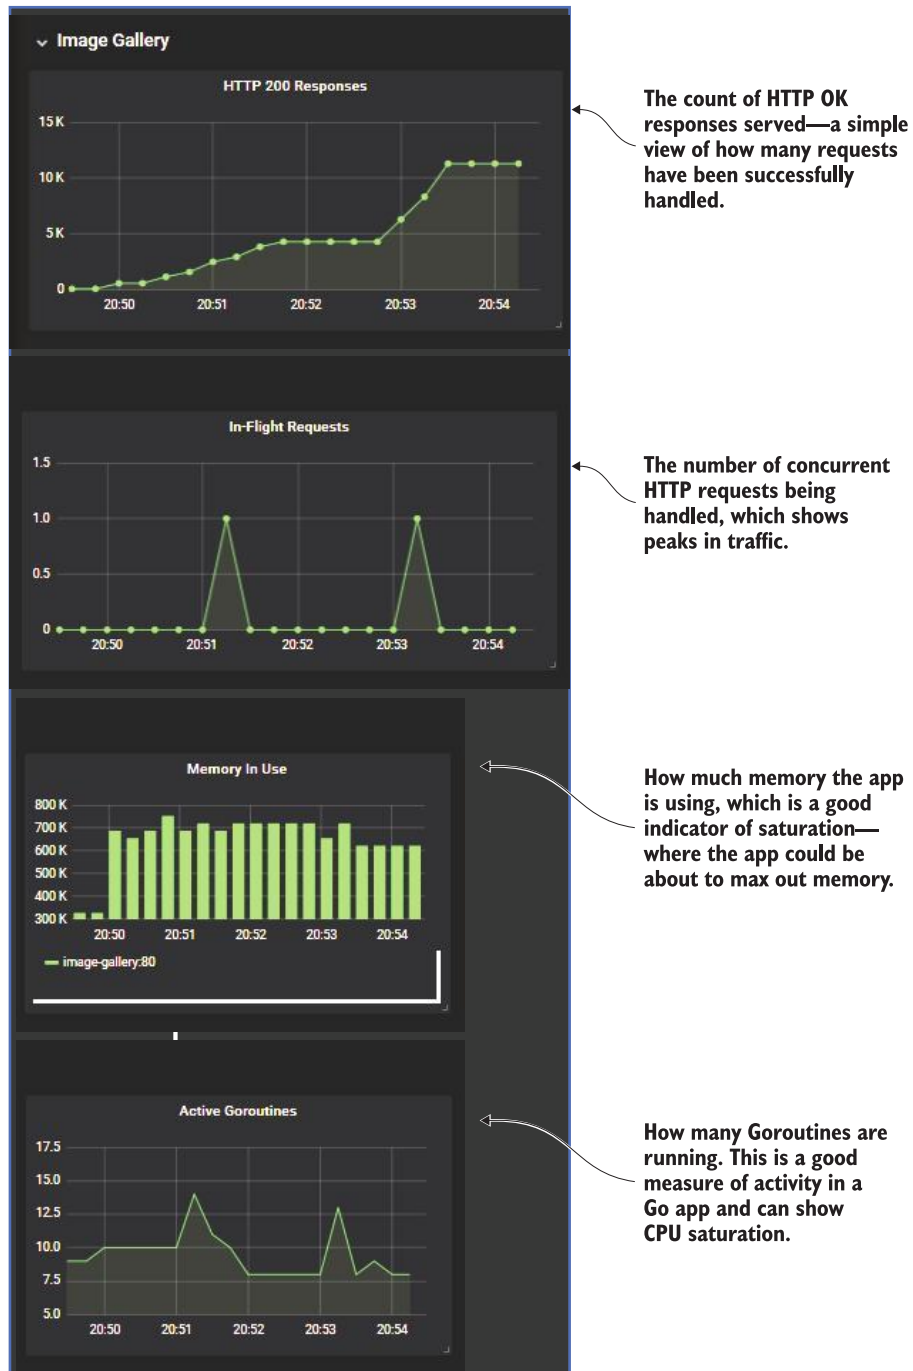 Image Gallery
HTTP 200 Responses
15 K
10 K
5 K
0
20:50 20:51 20:52 20:53 20:54
The count of HTTP OK
responses served—a simple
view of how many requests
have been successfully
handled.
In-Flight Requests
1.5
1.0
0.5
0
20:50 20:51 20:52 20:53 20:54
The number of concurrent
HTTP requests being
handled, which shows
peaks in traffic.
Memory In Use
800 K
700 K
600 K
500 K
400 K
300 K
20:50 20:51 20:52 20:53 20:54
image-gallery:80
How much memory the app
is using, which is a good
indicator of saturation—
where the app could be
about to max out memory.
Active Goroutines
17.5
15.0
12.5
10.0
7.5
5.0
20:50 20:51 20:52 20:53 20:54
How many Goroutines are
running. This is a good
measure of activity in a
Go app and can show
CPU saturation.